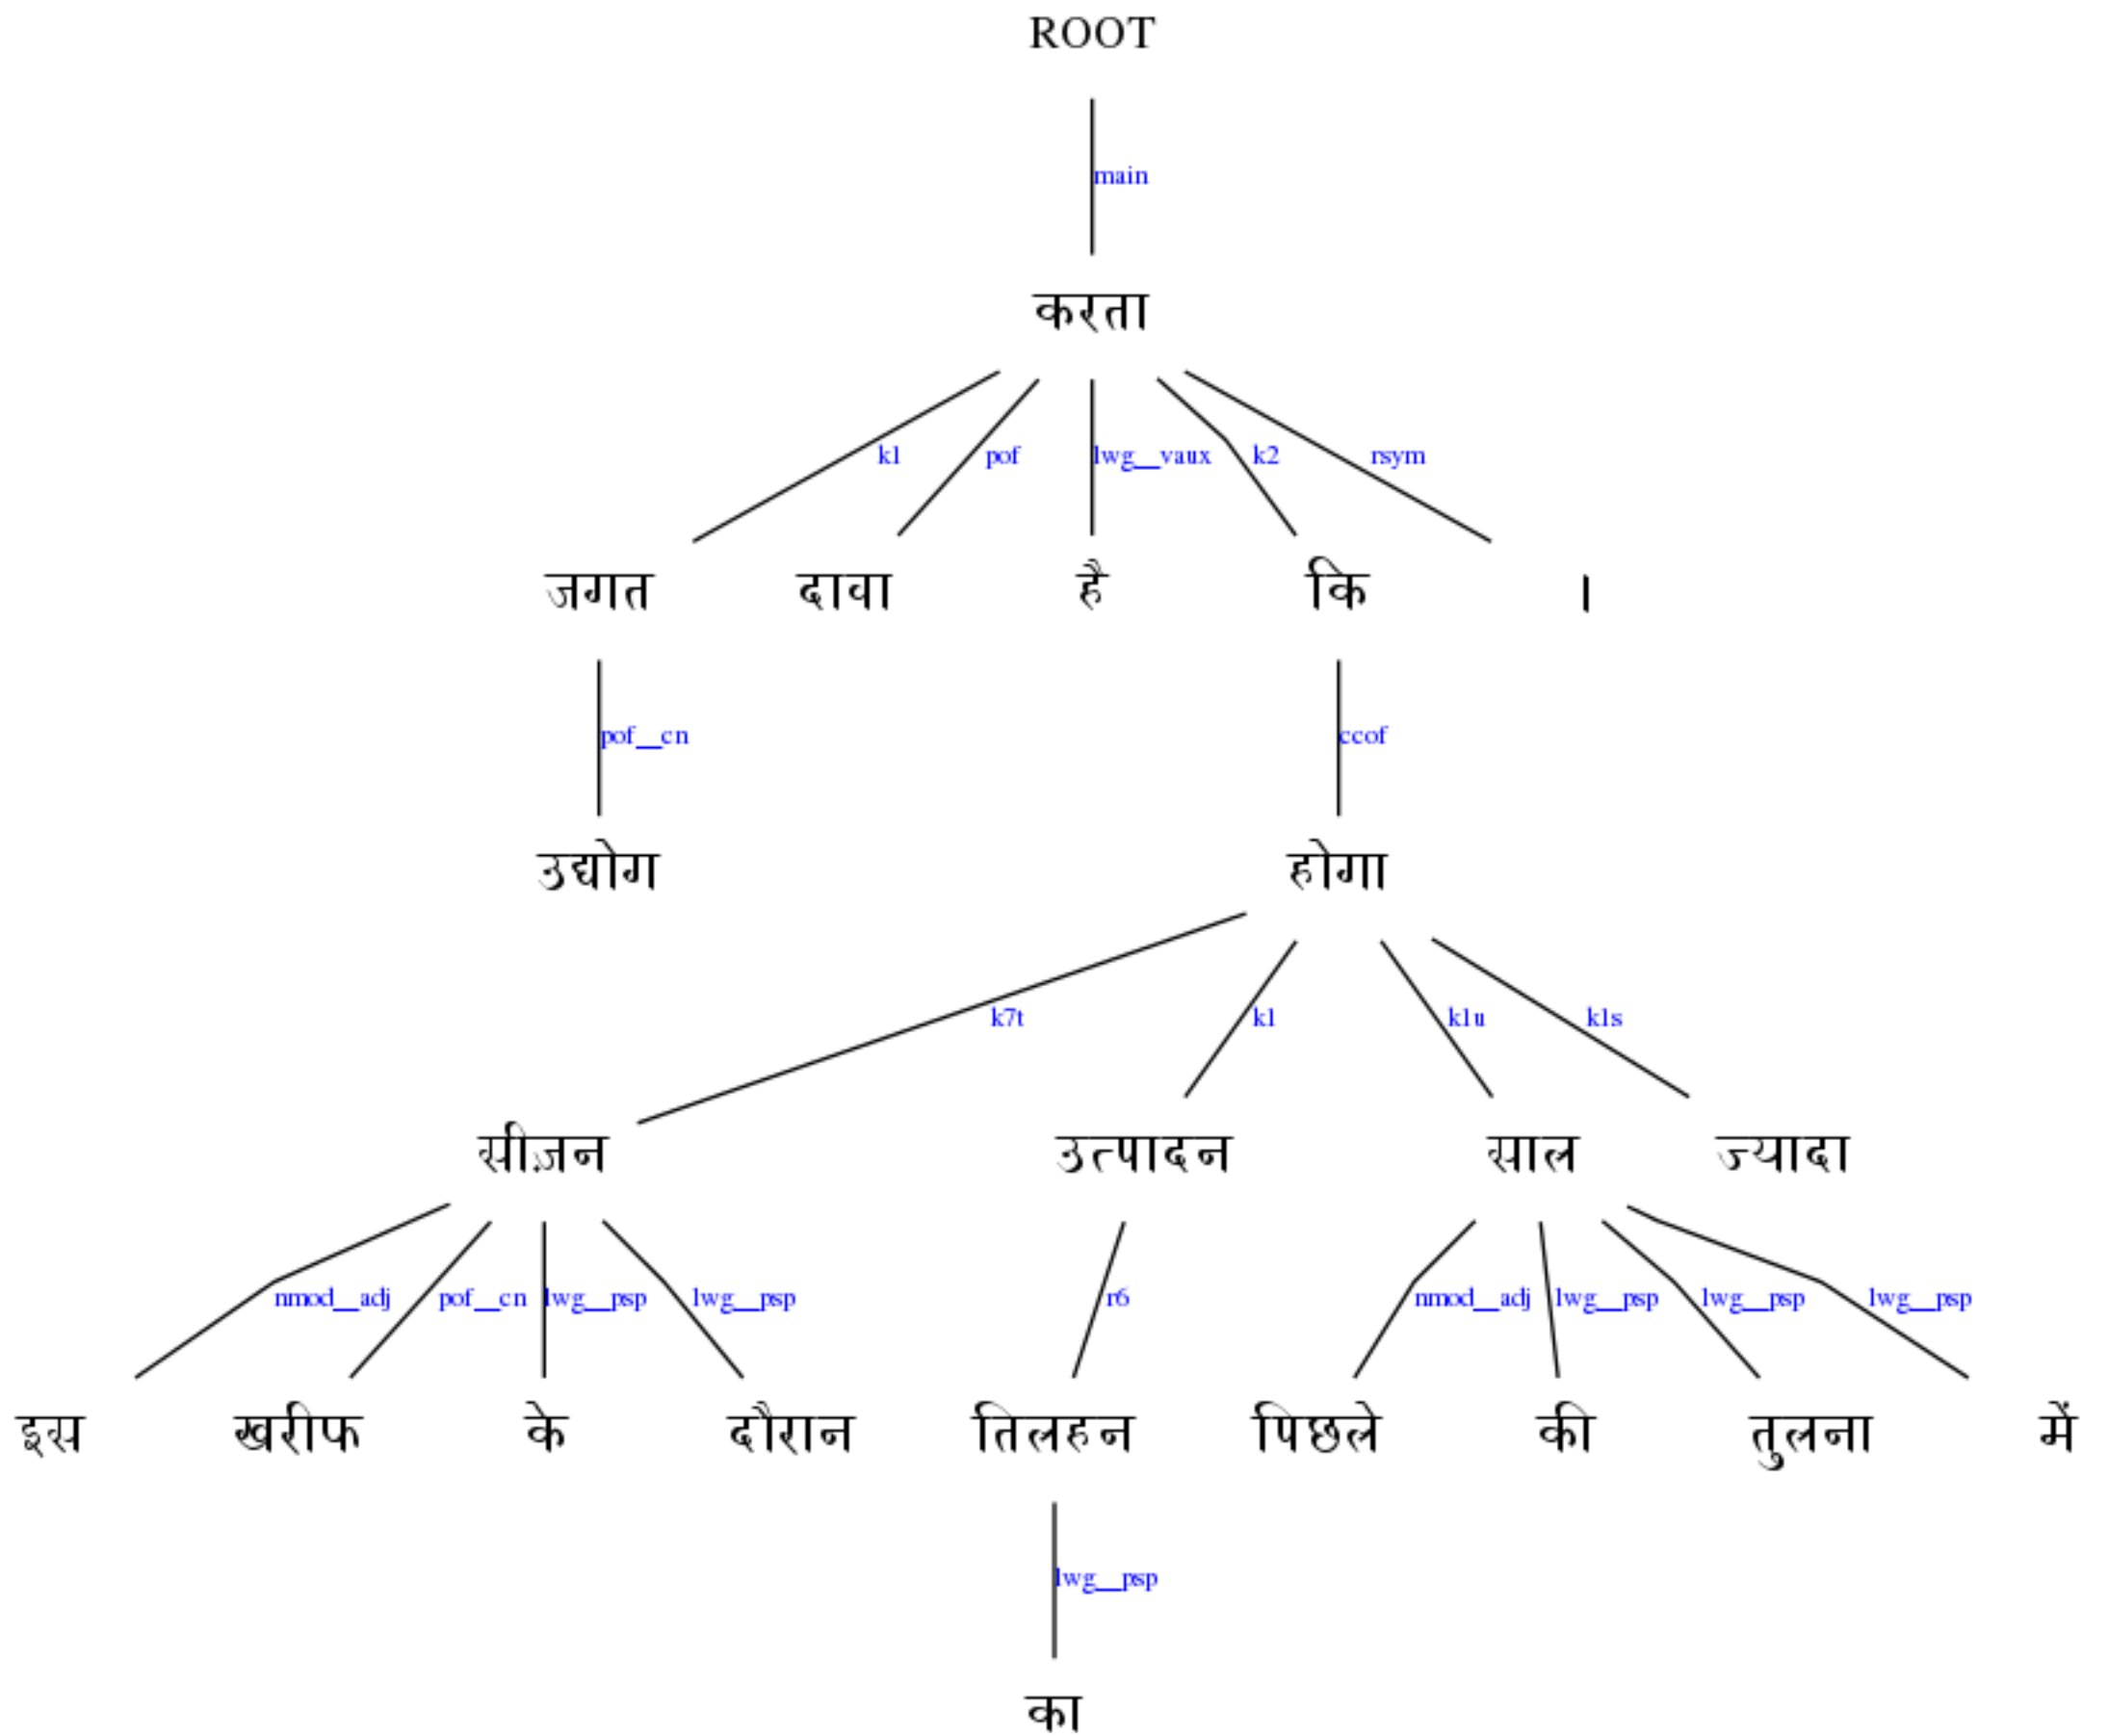 ROOT
main
करता
k1 pof lwg__vaux k2 rsym
जगत दावा है कि ।
pof__cn ccof
उद्योग होगा
k7t k1 k1u k1s
सीज़न उत्पादन साल ज्यादा
nmod__adj pof__cn lwg__psp lwg__psp r6 nmod__adj lwg__psp lwg__psp lwg__psp
इस खरीफ के दौरान तिलहन पिछले की तुलना में
lwg__psp
का